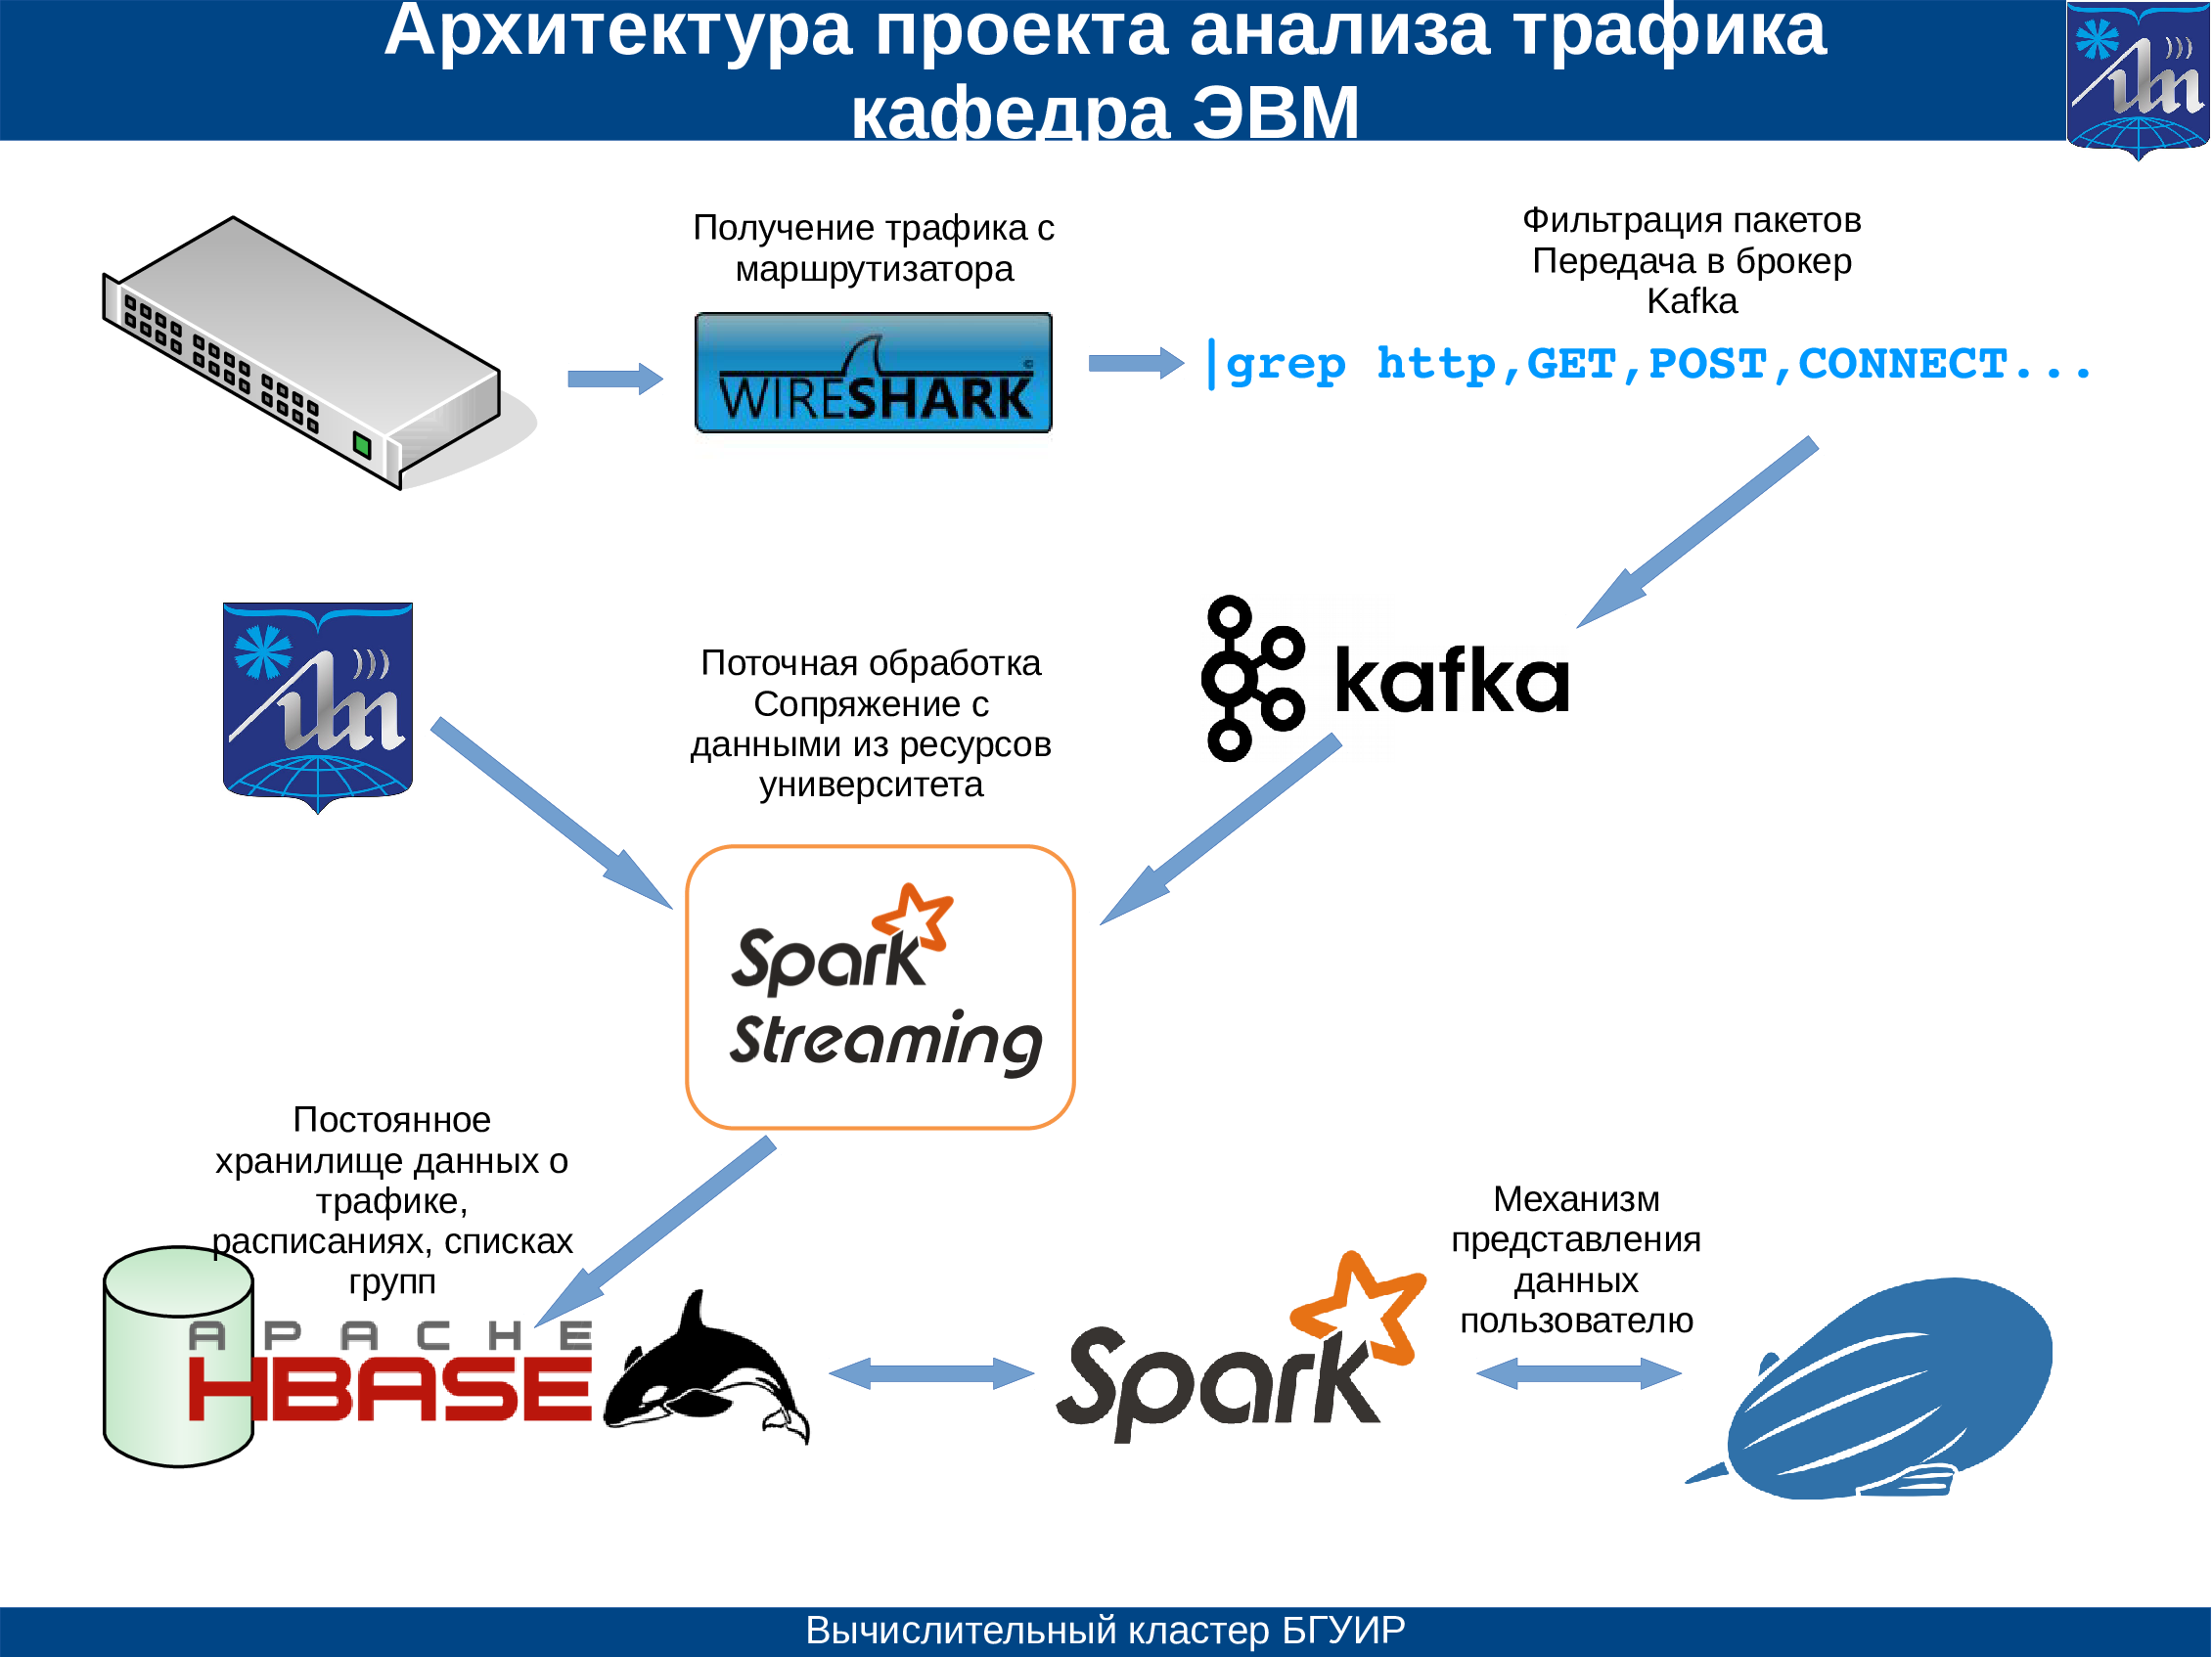 Архитектура проекта анализа трафика
кафедра ЭВМ
Получение трафика с
маршрутизатора
WIRESHARK
©
Фильтрация пакетов
Передача в брокер
Kafka
|grep http,GET,POST,CONNECT...
kafka
Поточная обработка
Сопряжение с
данными из ресурсов
университета
Spark
Streaming
Постоянное
хранилище данных о
трафике,
расписаниях, списках
групп
APACHE
HBASE
Spark
Механизм
представления
данных
пользователю
Вычислительный кластер БГУИР